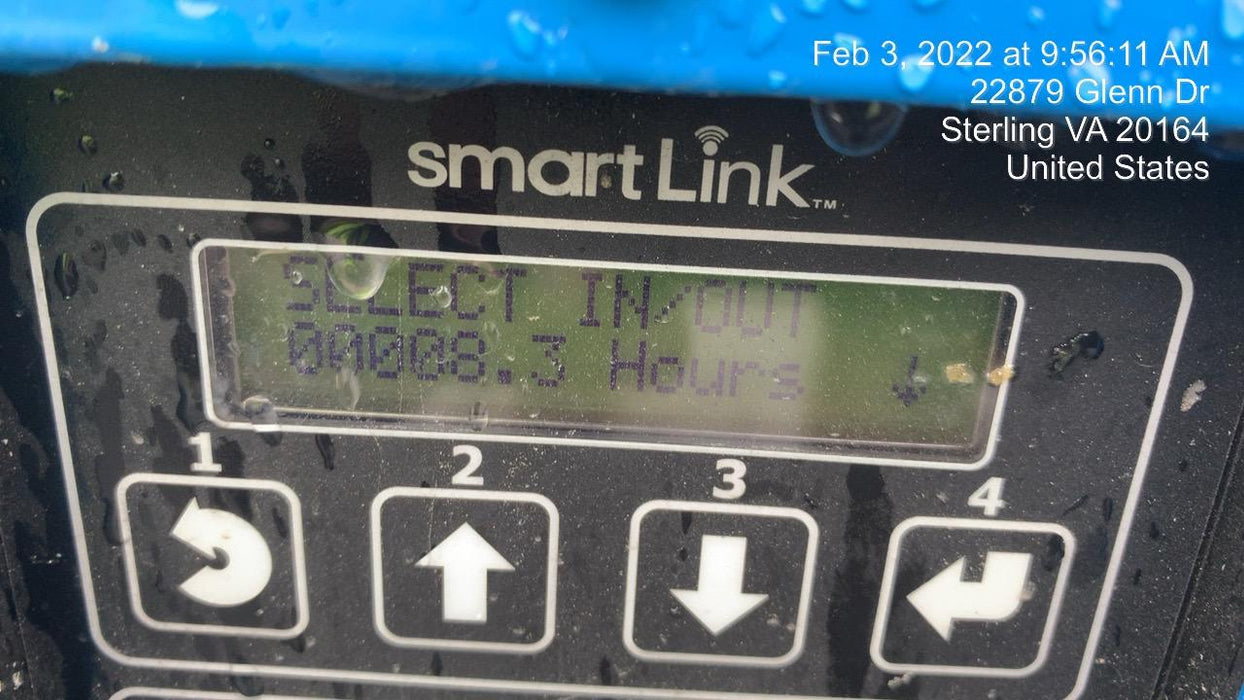 Feb 3, 2022 at 9:56:11 AM
22879 Glenn Dr
Sterling VA 20164
United States
smartLink™
SELECT IN/OUT
00008.3 Hours ↓
1 2 3 4